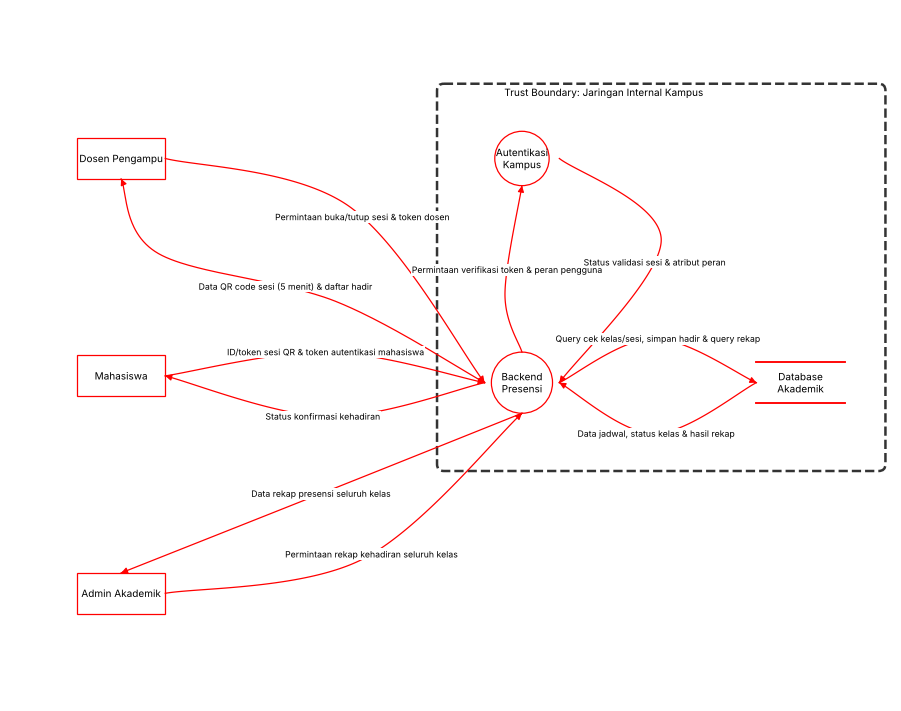 Trust Boundary: Jaringan Internal Kampus
Dosen Pengampu
Autentikasi
Kampus
Permintaan buka/tutup sesi & token dosen
Permintaan verifikasi token & peran pengguna
Status validasi sesi & atribut peran
Data QR code sesi (5 menit) & daftar hadir
Query cek kelas/sesi, simpan hadir & query rekap
ID/token sesi QR & token autentikasi mahasiswa
Mahasiswa
Backend
Presensi
Database
Akademik
Status konfirmasi kehadiran
Data jadwal, status kelas & hasil rekap
Data rekap presensi seluruh kelas
Permintaan rekap kehadiran seluruh kelas
Admin Akademik